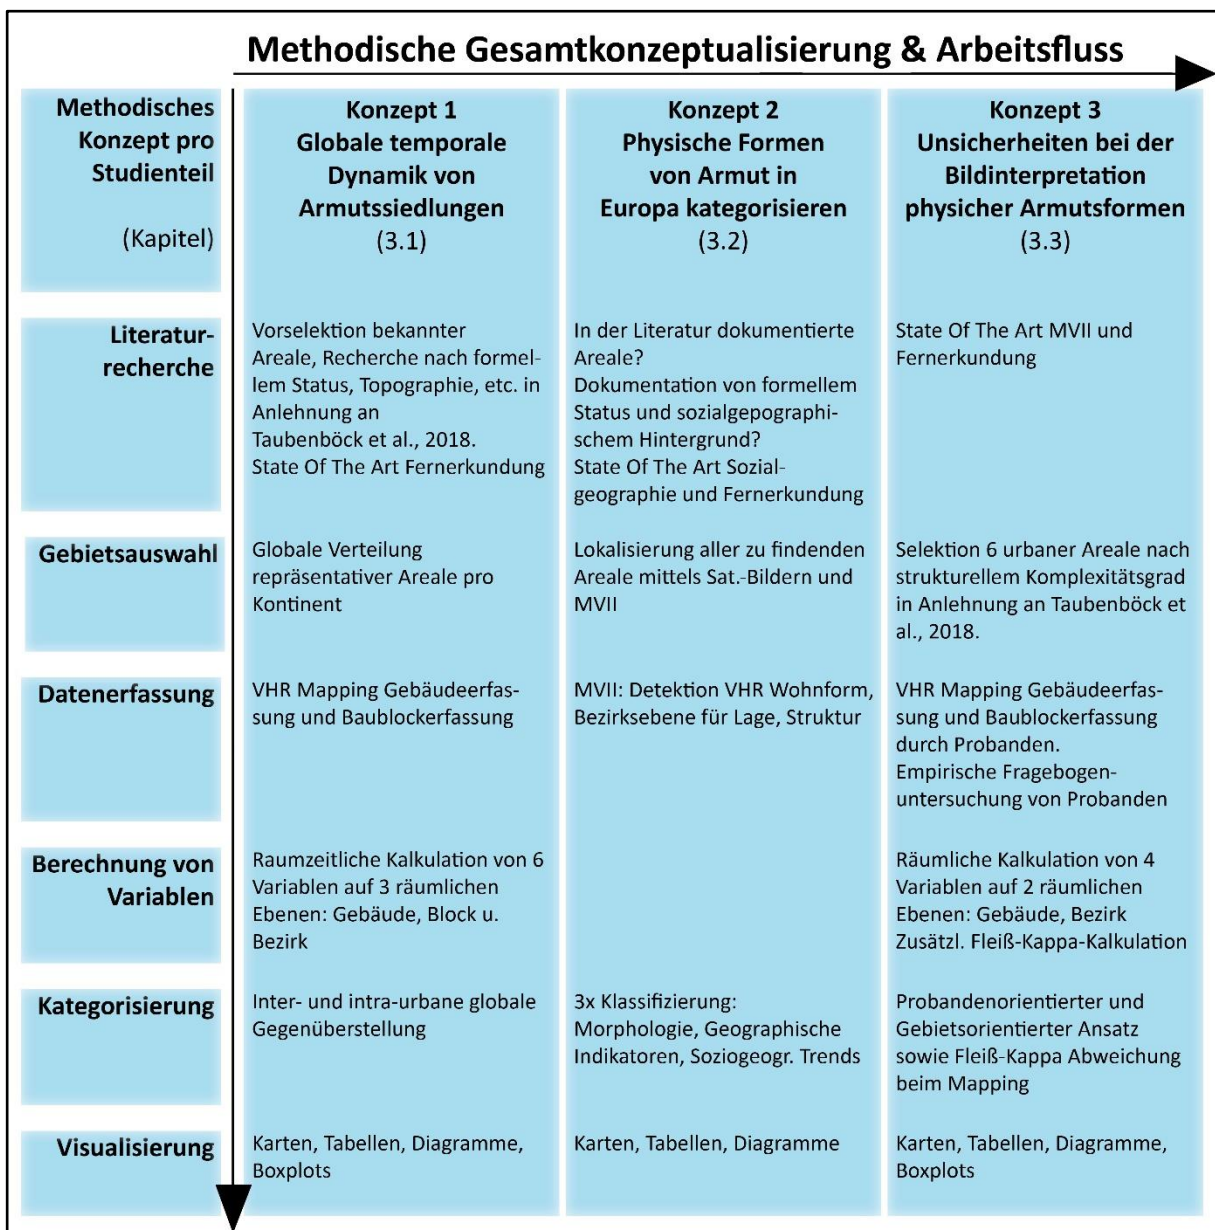 Methodische Gesamtkonzeptualisierung & Arbeitsfluss
Methodisches
Konzept pro
Studienteil
(Kapitel)
Konzept 1
Globale temporale
Dynamik von
Armutssiedlungen
(3.1)
Konzept 2
Physische Formen
von Armut in
Europa kategorisieren
(3.2)
Konzept 3
Unsicherheiten bei der
Bildinterpretation
physicher Armutsformen
(3.3)
Literatur-
recherche
Vorselektion bekannter
Areale, Recherche nach formel-
lem Status, Topographie, etc. in
Anlehnung an
Taubenböck et al., 2018.
State Of The Art Fernerkundung
In der Literatur dokumentierte
Areale?
Dokumentation von formellem
Status und sozialgepographi-
schem Hintergrund?
State Of The Art Sozial-
geographie und Fernerkundung
State Of The Art MVII und
Fernerkundung
Gebietsauswahl
Globale Verteilung
repräsentativer Areale pro
Kontinent
Lokalisierung aller zu findenden
Areale mittels Sat.-Bildern und
MVII
Selektion 6 urbaner Areale nach
strukturellem Komplexitätsgrad
in Anlehnung an Taubenböck et
al., 2018.
Datenerfassung
VHR Mapping Gebäudeerfas-
sung und Baublockerfassung
MVII: Detektion VHR Wohnform,
Bezirksebene für Lage, Struktur
VHR Mapping Gebäudeerfas-
sung und Baublockerfassung
durch Probanden.
Empirische Fragebogen-
untersuchung von Probanden
Berechnung von
Variablen
Raumzeitliche Kalkulation von 6
Variablen auf 3 räumlichen
Ebenen: Gebäude, Block u.
Bezirk
Räumliche Kalkulation von 4
Variablen auf 2 räumlichen
Ebenen: Gebäude, Bezirk
Zusätzl. Fleiß-Kappa-Kalkulation
Kategorisierung
Inter- und intra-urbane globale
Gegenüberstellung
3x Klassifizierung:
Morphologie, Geographische
Indikatoren, Soziogeogr. Trends
Probandenorientierter und
Gebietsorientierter Ansatz
sowie Fleiß-Kappa Abweichung
beim Mapping
Visualisierung
Karten, Tabellen, Diagramme,
Boxplots
Karten, Tabellen, Diagramme
Karten, Tabellen, Diagramme,
Boxplots